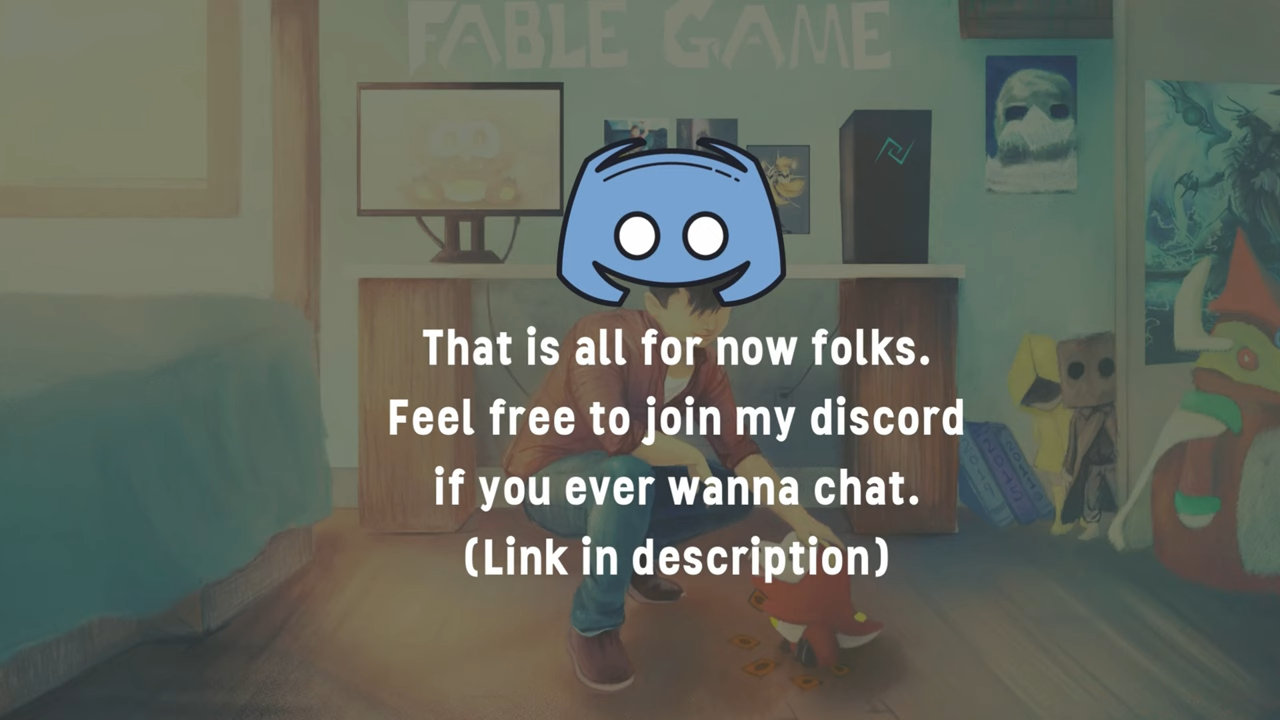 FABLE GAME
That is all for now folks.
Feel free to join my discord
if you ever wanna chat.
(Link in description)